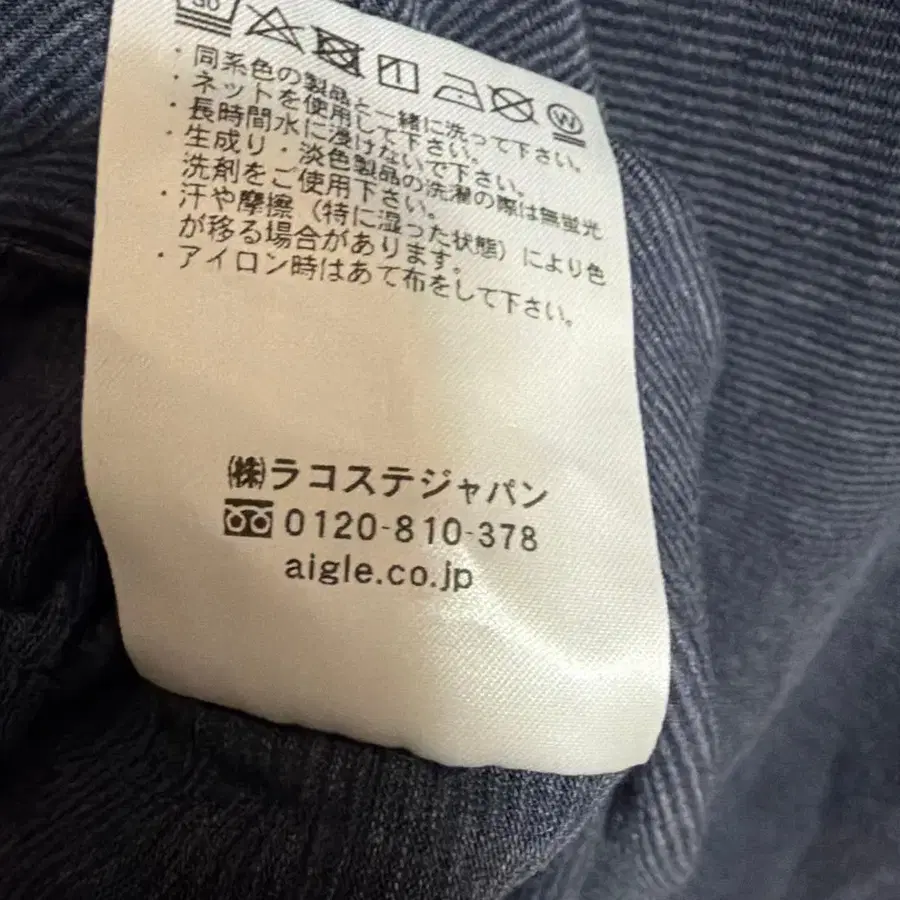 ・同系色の製品と一緒に洗って下さい。
・ネットを使用して下さい。
・長時間水に浸けないで下さい。
・生成り・淡色製品の洗濯の際は無蛍光
洗剤をご使用下さい。
・汗や摩擦（特に湿った状態）により色
が移る場合があります。
・アイロン時はあて布をして下さい。
㈱ラコステジャパン
0120-810-378
aigle.co.jp